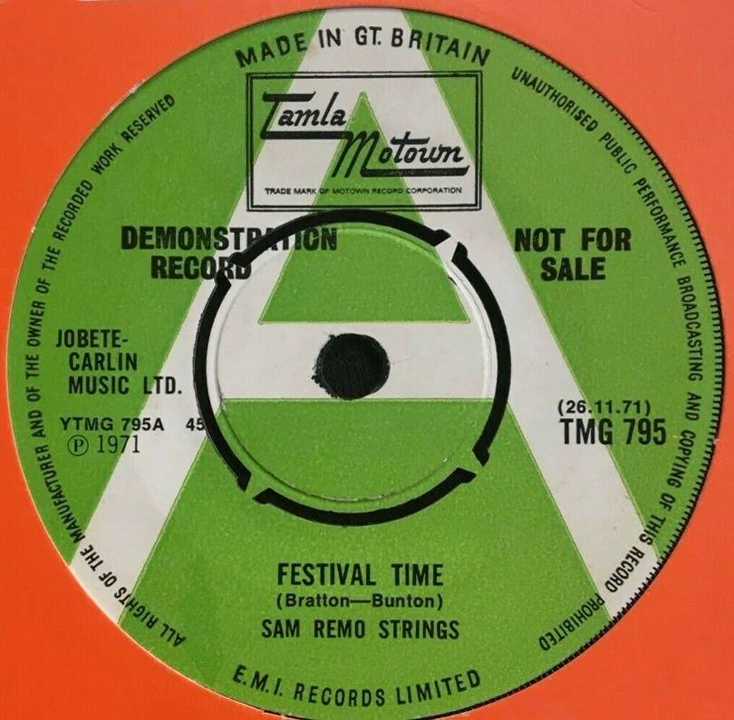 MADE IN GT. BRITAIN
Tamla
Motown
TRADE MARK OF MOTOWN RECORD CORPORATION
UNAUTHORISED PUBLIC PERFORMANCE BROADCASTING AND COPYING OF THIS RECORD PROHIBITED
ALL RIGHTS OF THE MANUFACTURER AND OF THE OWNER OF THE RECORDED WORK RESERVED
DEMONSTRATION
RECORD
NOT FOR
SALE
JOBETE-
CARLIN
MUSIC LTD.
YTMG 795A 45
℗ 1971
(26.11.71)
TMG 795
FESTIVAL TIME
(Bratton—Bunton)
SAM REMO STRINGS
E.M.I. RECORDS LIMITED